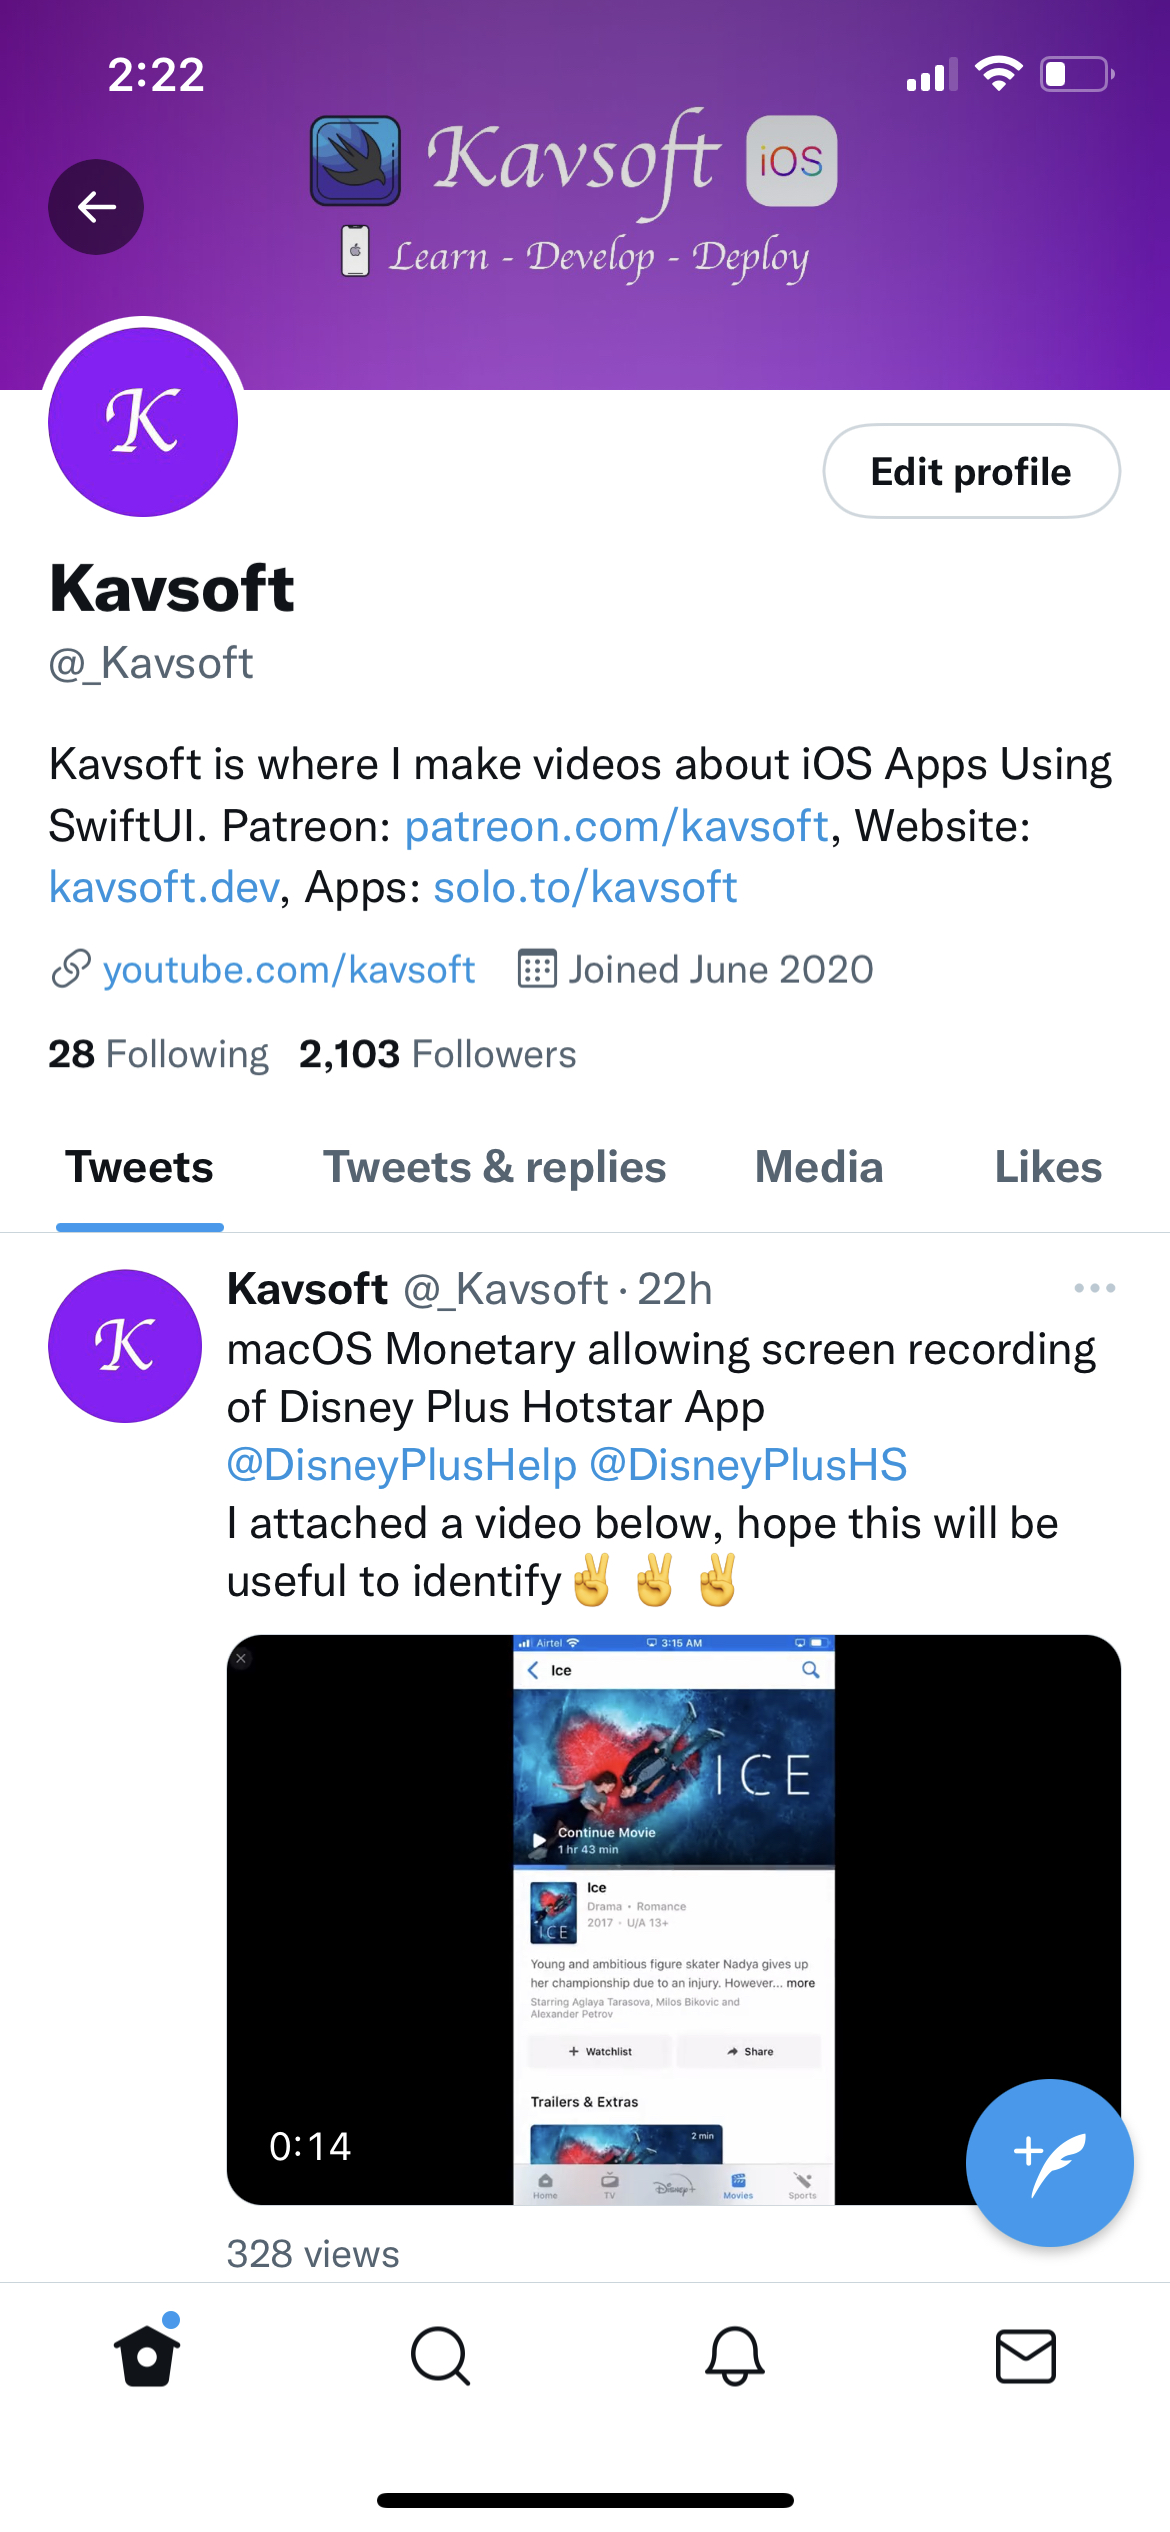 2:22
Kavsoft iOS
Learn - Develop - Deploy
K
Edit profile
Kavsoft
@_Kavsoft
Kavsoft is where I make videos about iOS Apps Using
SwiftUI. Patreon: patreon.com/kavsoft, Website:
kavsoft.dev, Apps: solo.to/kavsoft
youtube.com/kavsoft Joined June 2020
28 Following 2,103 Followers
Tweets Tweets & replies Media Likes
K
Kavsoft @_Kavsoft · 22h
macOS Monetary allowing screen recording
of Disney Plus Hotstar App
@DisneyPlusHelp @DisneyPlusHS
I attached a video below, hope this will be
useful to identify✌️ ✌️ ✌️
Airtel 3:15 AM
Ice
ICE
Continue Movie
1 hr 43 min
Ice
Drama • Romance
2017 · U/A 13+
ICE
Young and ambitious figure skater Nadya gives up
her championship due to an injury. However... more
Starring Aglaya Tarasova, Milos Bikovic and
Alexander Petrov
+ Watchlist Share
Trailers & Extras
2 min
0:14
Home TV Disney+ Movies Sports
328 views